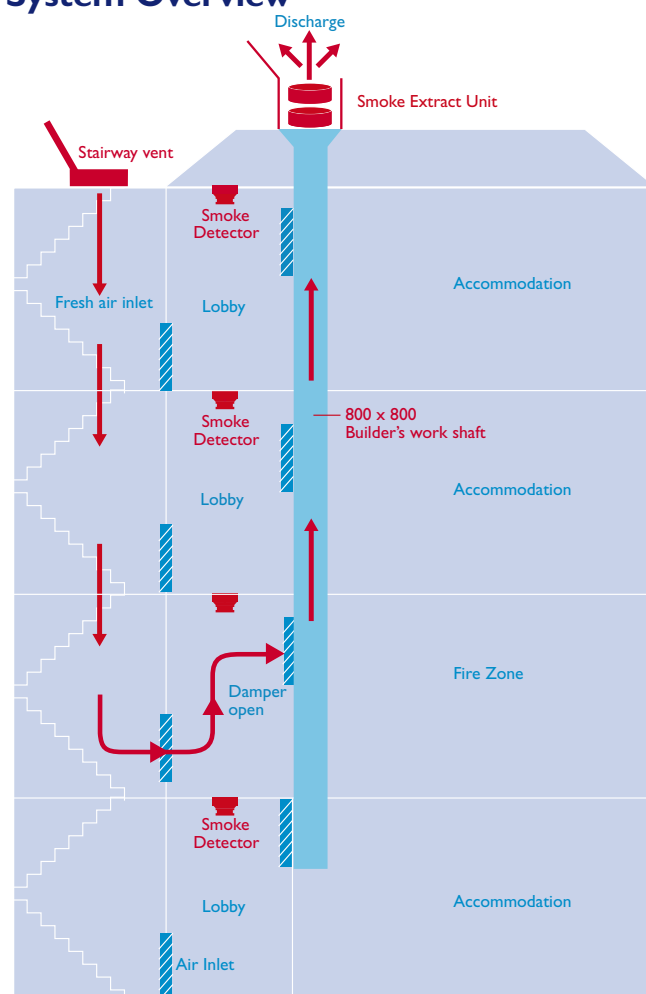 System Overview
Discharge
Smoke Extract Unit
Stairway vent
Smoke
Detector
Fresh air inlet
Lobby
Accommodation
800 x 800
Builder's work shaft
Smoke
Detector
Lobby
Accommodation
Damper
open
Fire Zone
Smoke
Detector
Lobby
Accommodation
Air Inlet